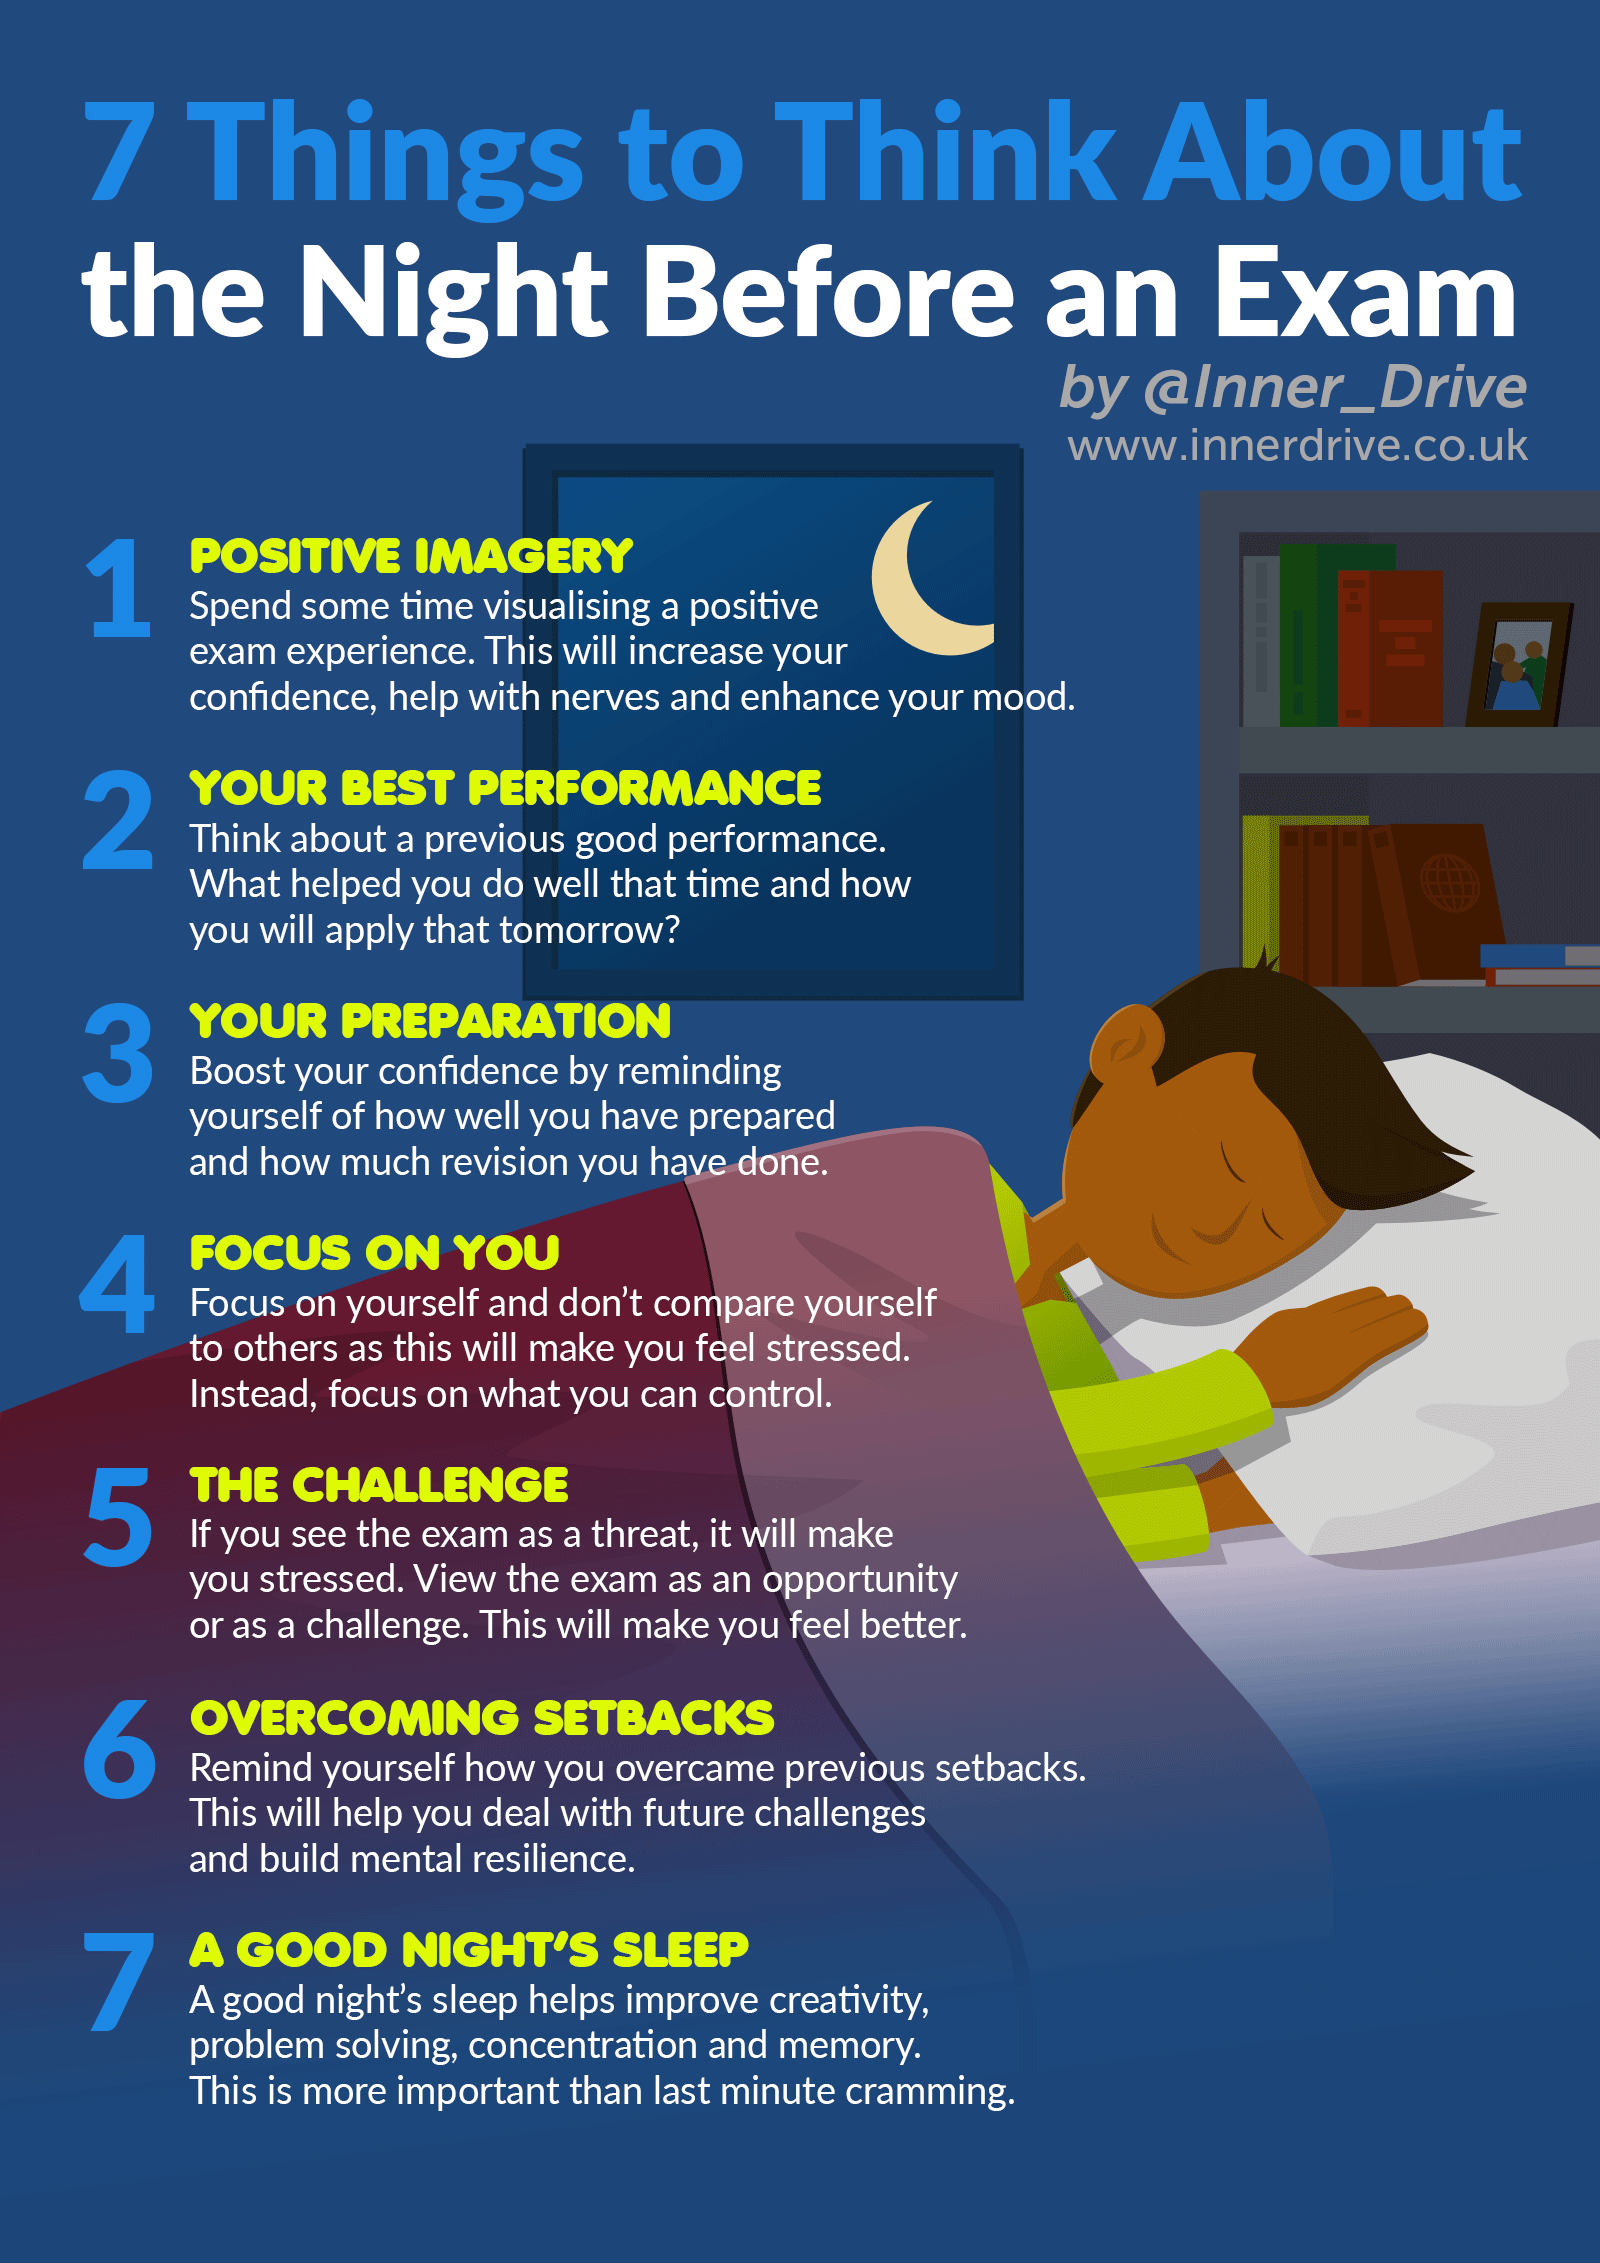 7 Things to Think About
the Night Before an Exam
by @Inner_Drive
www.innerdrive.co.uk
1
POSITIVE IMAGERY
Spend some time visualising a positive
exam experience. This will increase your
confidence, help with nerves and enhance your mood.
2
YOUR BEST PERFORMANCE
Think about a previous good performance.
What helped you do well that time and how
you will apply that tomorrow?
3
YOUR PREPARATION
Boost your confidence by reminding
yourself of how well you have prepared
and how much revision you have done.
4
FOCUS ON YOU
Focus on yourself and don’t compare yourself
to others as this will make you feel stressed.
Instead, focus on what you can control.
5
THE CHALLENGE
If you see the exam as a threat, it will make
you stressed. View the exam as an opportunity
or as a challenge. This will make you feel better.
6
OVERCOMING SETBACKS
Remind yourself how you overcame previous setbacks.
This will help you deal with future challenges
and build mental resilience.
7
A GOOD NIGHT’S SLEEP
A good night’s sleep helps improve creativity,
problem solving, concentration and memory.
This is more important than last minute cramming.